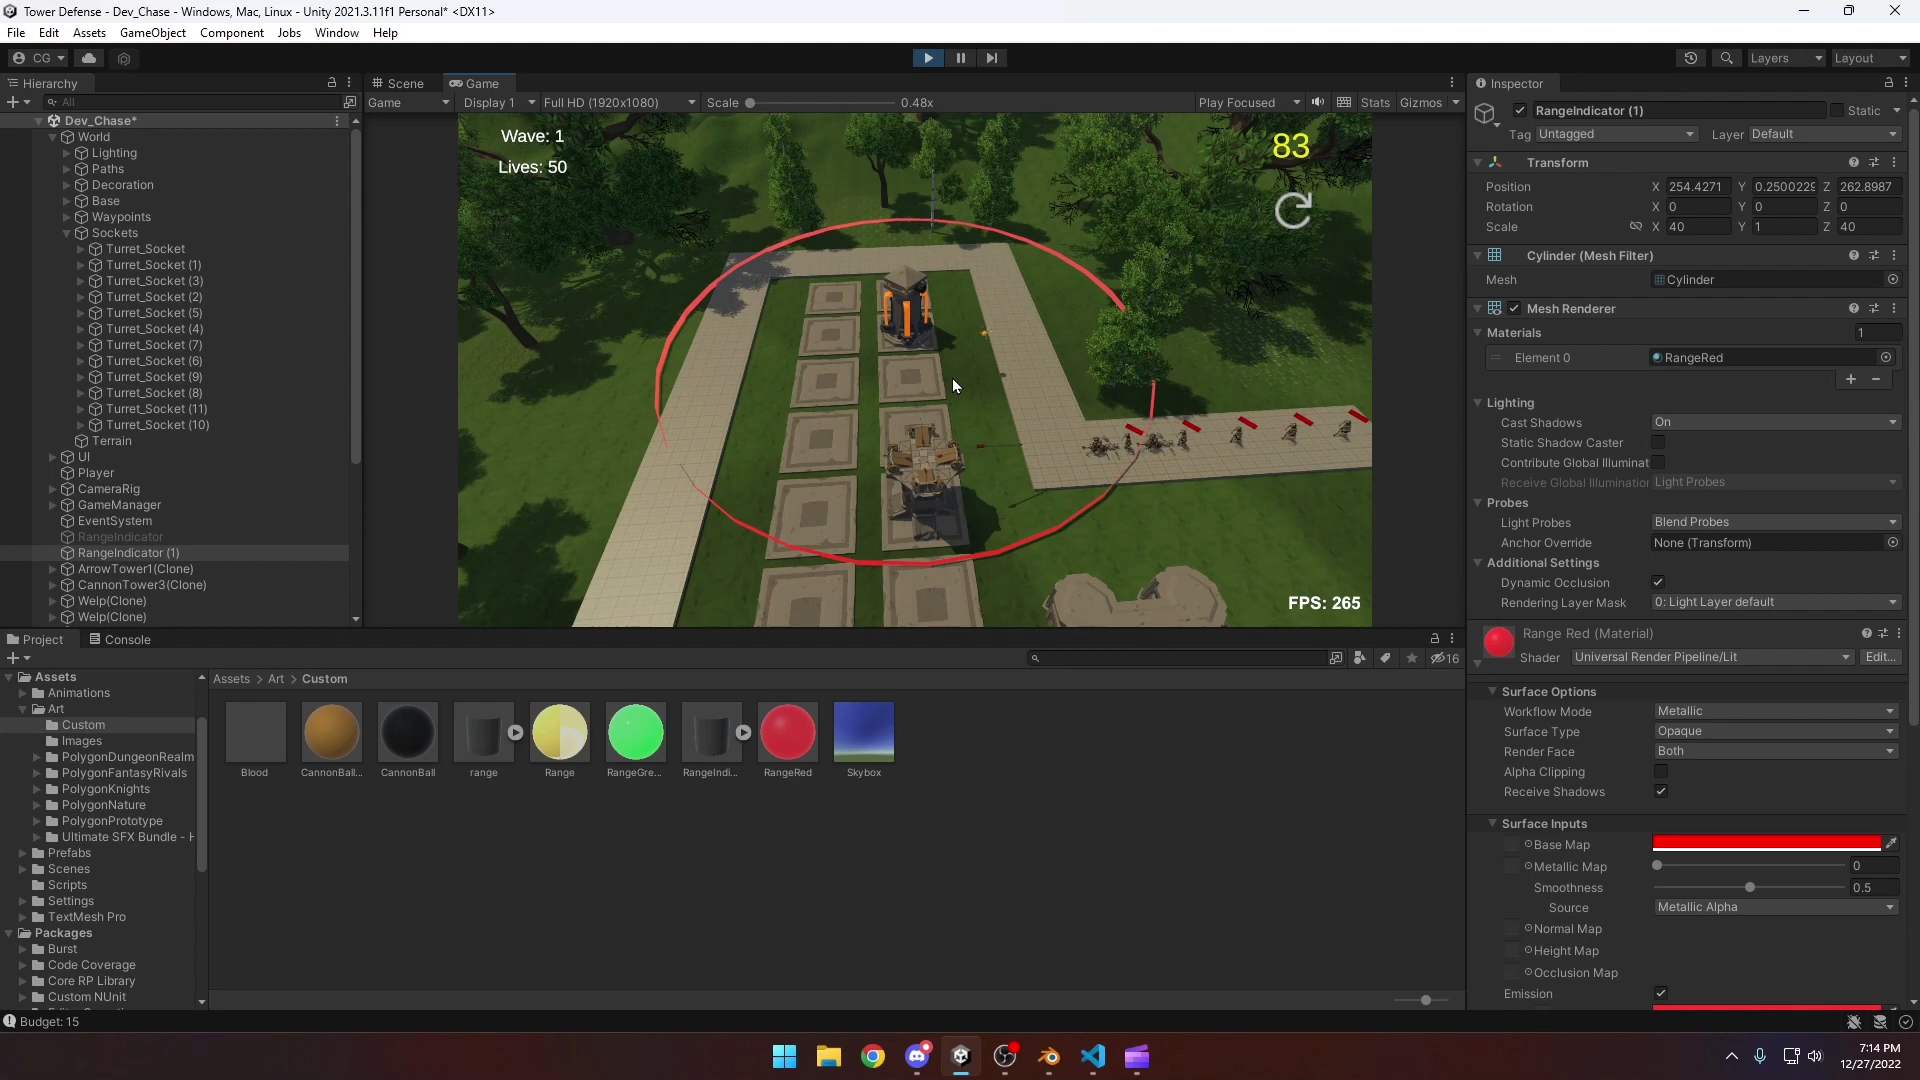 Tower Defense - Dev_Chase - Windows, Mac, Linux - Unity 2021.3.11f1 Personal* <DX11>
File Edit Assets GameObject Component Jobs Window Help
CG Layers Layout
Hierarchy
All
Dev_Chase*
World
Lighting
Paths
Decoration
Base
Waypoints
Sockets
Turret_Socket
Turret_Socket (1)
Turret_Socket (3)
Turret_Socket (2)
Turret_Socket (5)
Turret_Socket (4)
Turret_Socket (7)
Turret_Socket (6)
Turret_Socket (9)
Turret_Socket (8)
Turret_Socket (11)
Turret_Socket (10)
Terrain
UI
Player
CameraRig
GameManager
EventSystem
RangeIndicator
RangeIndicator (1)
ArrowTower1(Clone)
CannonTower3(Clone)
Welp(Clone)
Welp(Clone)
Scene Game
Game Display 1 Full HD (1920x1080) Scale 0.48x Play Focused Stats Gizmos
Wave: 1
Lives: 50
83
FPS: 265
Inspector
RangeIndicator (1) Static
Tag Untagged Layer Default
Transform
Position X 254.4271 Y 0.2500229 Z 262.8987
Rotation X 0 Y 0 Z 0
Scale X 40 Y 1 Z 40
Cylinder (Mesh Filter)
Mesh Cylinder
Mesh Renderer
Materials 1
Element 0 RangeRed
Lighting
Cast Shadows On
Static Shadow Caster
Contribute Global Illuminat
Receive Global Illumination Light Probes
Probes
Light Probes Blend Probes
Anchor Override None (Transform)
Additional Settings
Dynamic Occlusion
Rendering Layer Mask 0: Light Layer default
Range Red (Material)
Shader Universal Render Pipeline/Lit Edit...
Surface Options
Workflow Mode Metallic
Surface Type Opaque
Render Face Both
Alpha Clipping
Receive Shadows
Surface Inputs
Base Map
Metallic Map 0
Smoothness 0.5
Source Metallic Alpha
Normal Map
Height Map
Occlusion Map
Emission
Project Console
16
Assets
Animations
Art
Custom
Images
PolygonDungeonRealm
PolygonFantasyRivals
PolygonKnights
PolygonNature
PolygonPrototype
Ultimate SFX Bundle - H
Prefabs
Scenes
Scripts
Settings
TextMesh Pro
Packages
Burst
Code Coverage
Core RP Library
Custom NUnit
Assets > Art > Custom
Blood CannonBall... CannonBall range Range RangeGre... RangeIndi... RangeRed Skybox
Budget: 15
7:14 PM
12/27/2022